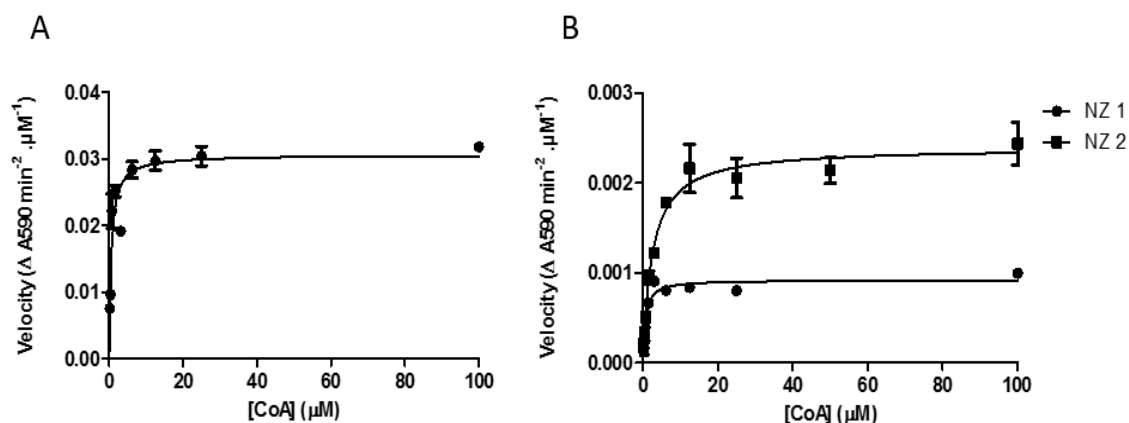 A
Velocity (Δ A590 min⁻² .µM⁻¹)
0.04
0.03
0.02
0.01
0.00
0 20 40 60 80 100
[CoA] (µM)
B
Velocity (Δ A590 min⁻² .µM⁻¹)
0.003
0.002
0.001
0.000
0 20 40 60 80 100
[CoA] (µM)
NZ 1
NZ 2